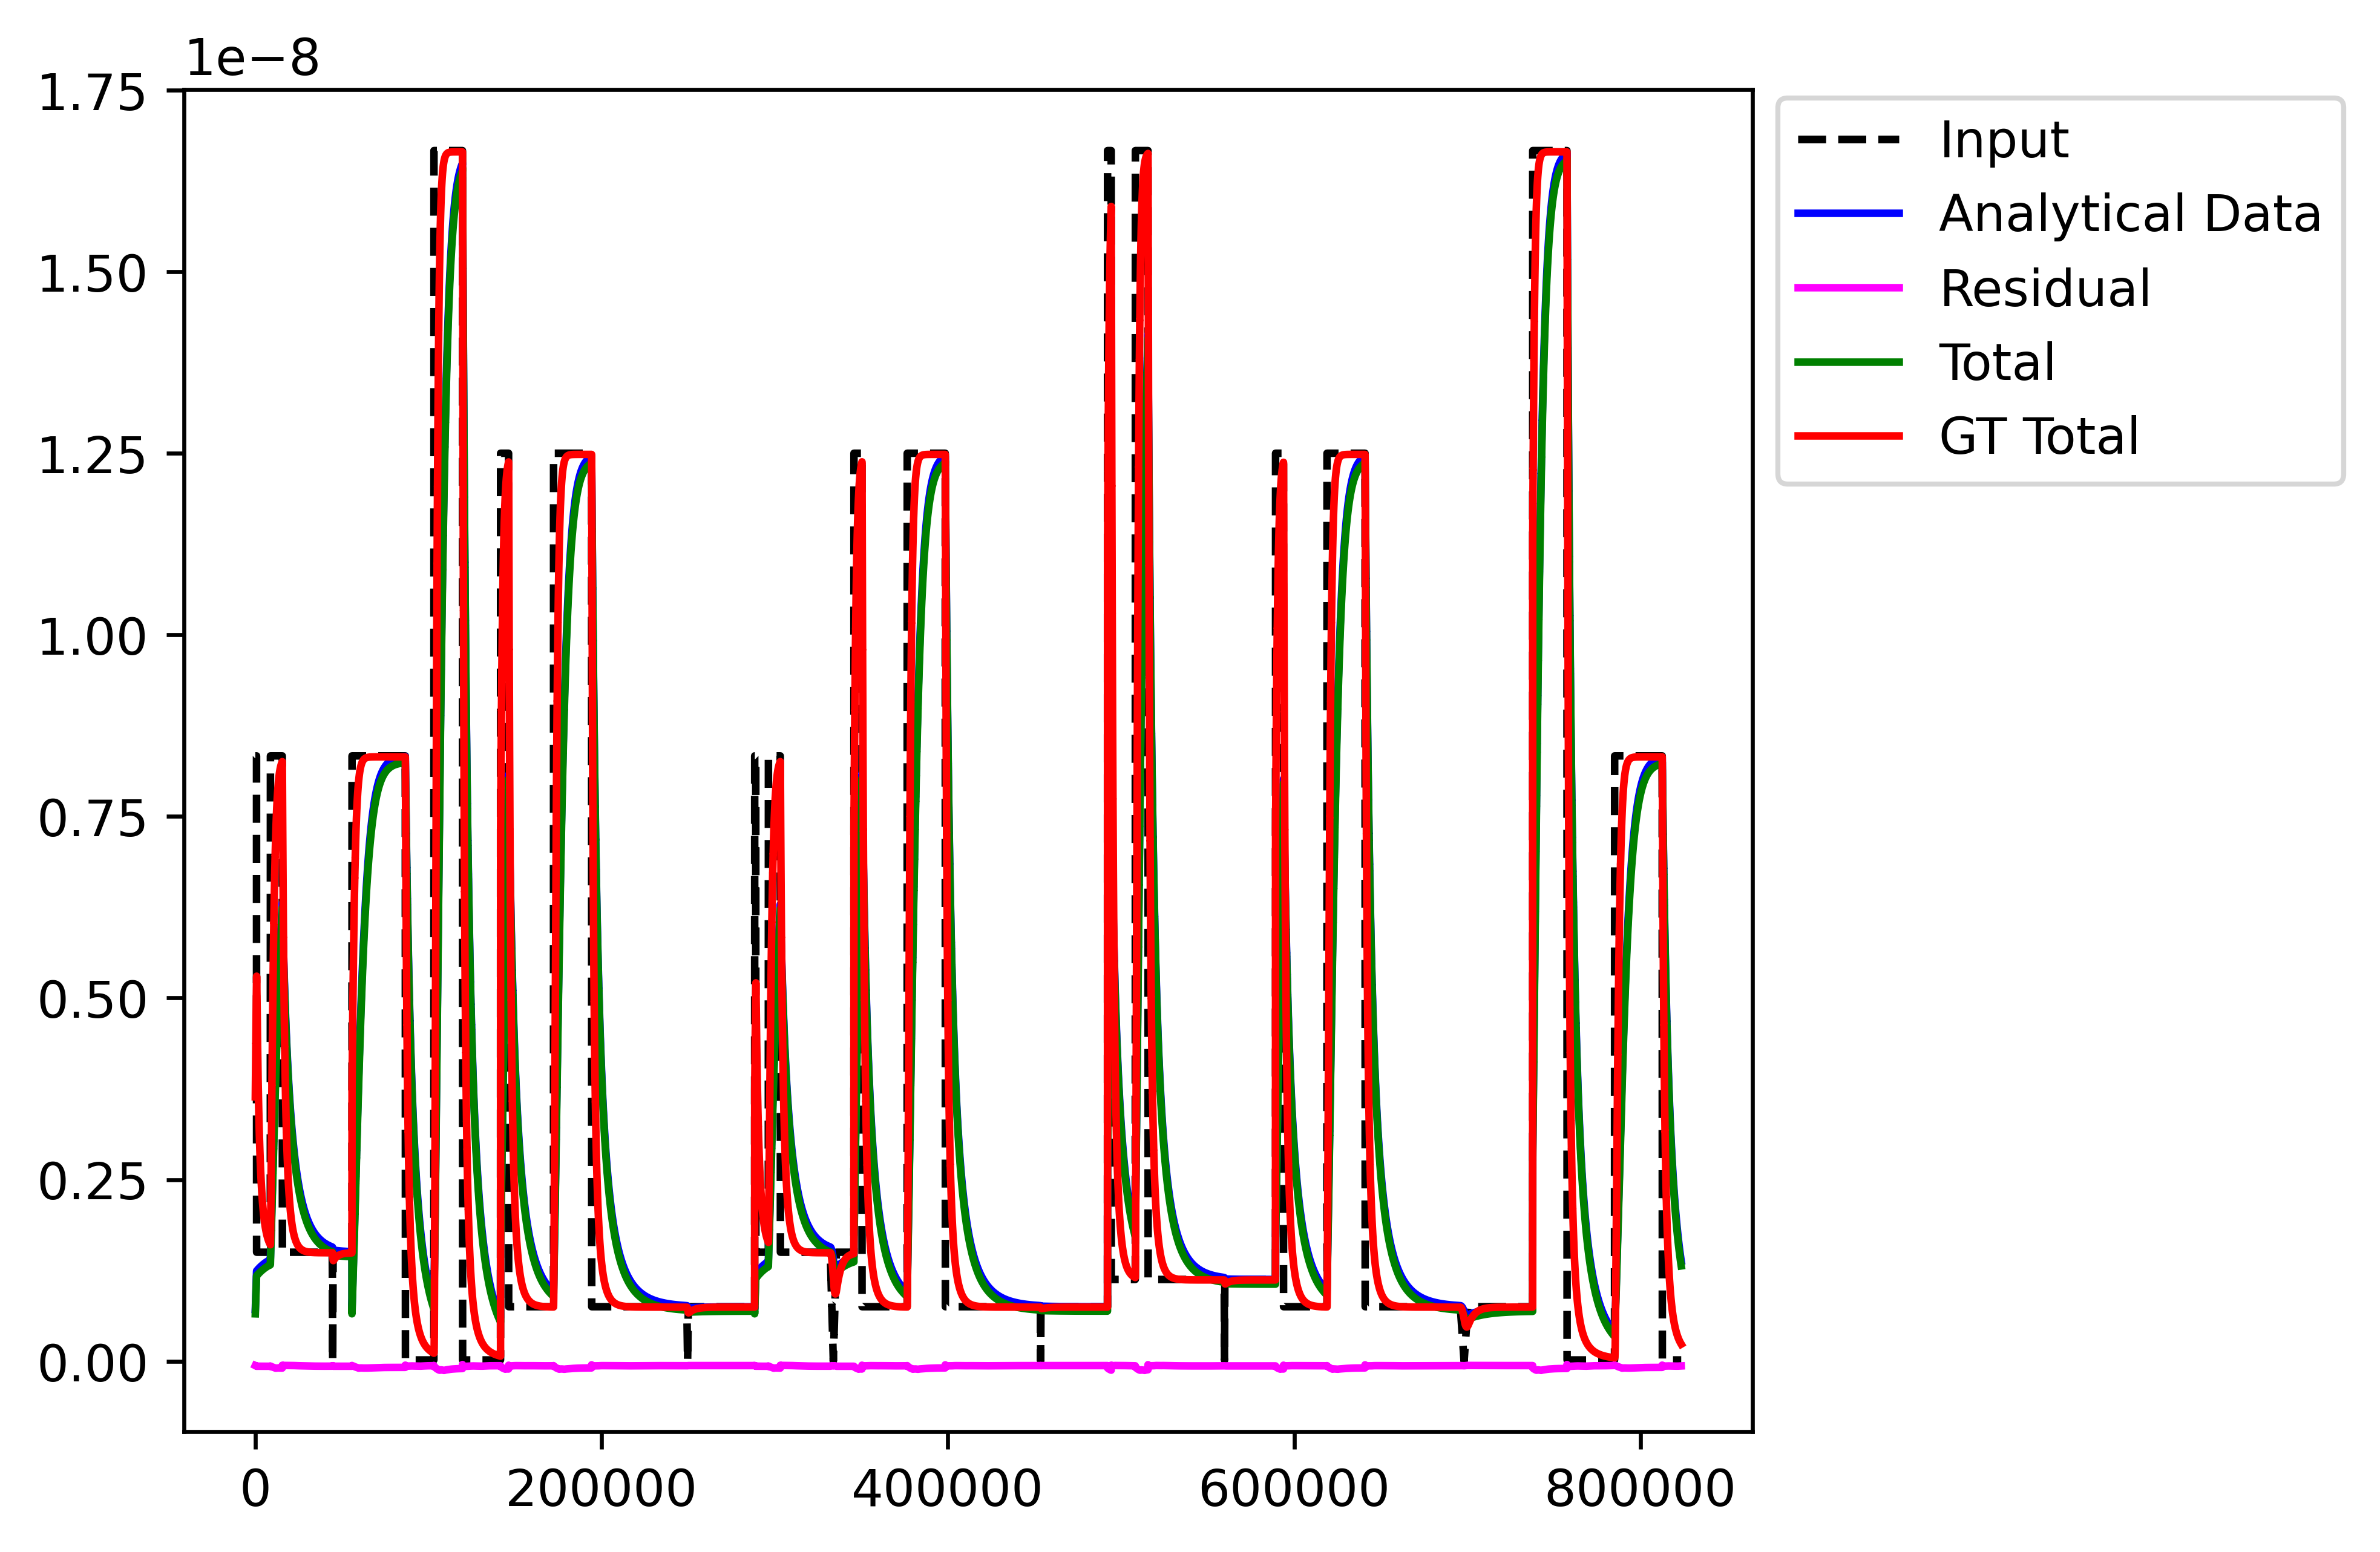 1e−8
1.75
1.50
1.25
1.00
0.75
0.50
0.25
0.00
0
200000
400000
600000
800000
Input
Analytical Data
Residual
Total
GT Total